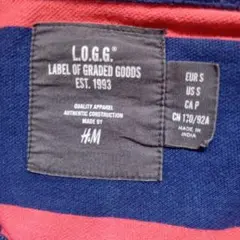 L.O.G.G.®
LABEL OF GRADED GOODS
EST. 1993
QUALITY APPAREL
AUTHENTIC CONSTRUCTION
MADE BY
H&M
EUR S
US S
CA P
CN 170/92A
MADE IN
INDIA